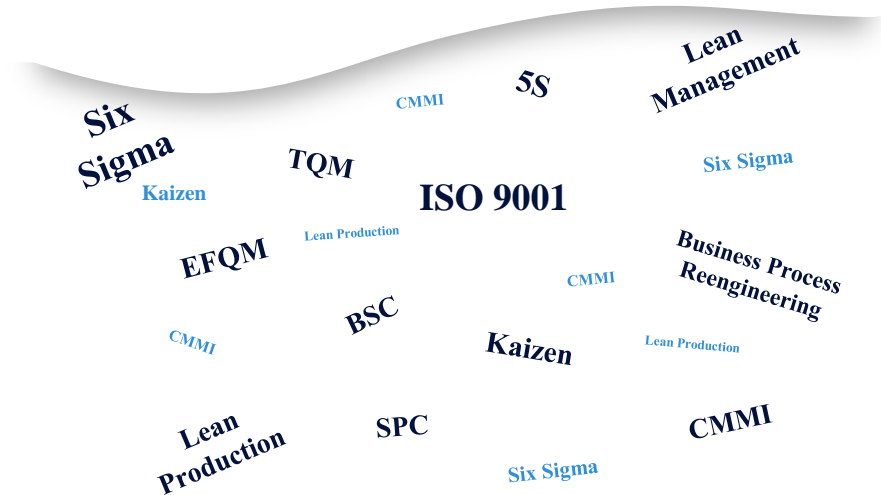 Lean
Management
5S
CMMI
Six
Sigma
TQM
Six Sigma
Kaizen
ISO 9001
Lean Production
EFQM
Business Process
Reengineering
CMMI
BSC
CMMI
Kaizen
Lean Production
Lean
Production
SPC
CMMI
Six Sigma